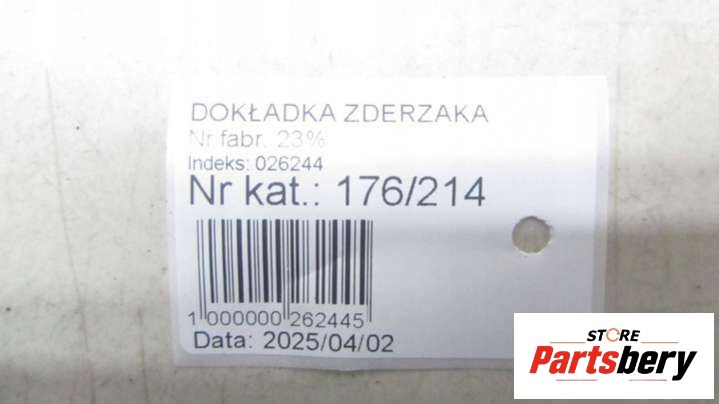 DOKŁADKA ZDERZAKA
Nr fabr. 23%
Indeks: 026244
Nr kat.: 176/214
1 000000 262445
Data: 2025/04/02
STORE
Partsbery